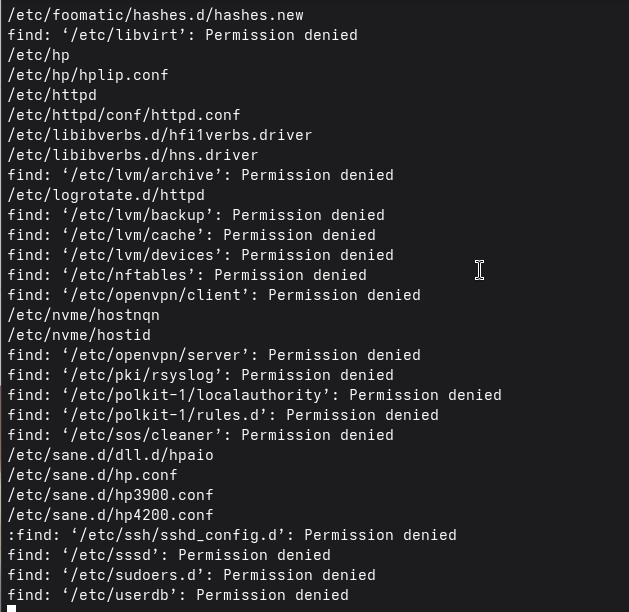 /etc/foomatic/hashes.d/hashes.new
find: ‘/etc/libvirt’: Permission denied
/etc/hp
/etc/hp/hplip.conf
/etc/httpd
/etc/httpd/conf/httpd.conf
/etc/libibverbs.d/hfi1verbs.driver
/etc/libibverbs.d/hns.driver
find: ‘/etc/lvm/archive’: Permission denied
/etc/logrotate.d/httpd
find: ‘/etc/lvm/backup’: Permission denied
find: ‘/etc/lvm/cache’: Permission denied
find: ‘/etc/lvm/devices’: Permission denied
find: ‘/etc/nftables’: Permission denied
find: ‘/etc/openvpn/client’: Permission denied
/etc/nvme/hostnqn
/etc/nvme/hostid
find: ‘/etc/openvpn/server’: Permission denied
find: ‘/etc/pki/rsyslog’: Permission denied
find: ‘/etc/polkit-1/localauthority’: Permission denied
find: ‘/etc/polkit-1/rules.d’: Permission denied
find: ‘/etc/sos/cleaner’: Permission denied
/etc/sane.d/dll.d/hpaio
/etc/sane.d/hp.conf
/etc/sane.d/hp3900.conf
/etc/sane.d/hp4200.conf
:find: ‘/etc/ssh/sshd_config.d’: Permission denied
find: ‘/etc/sssd’: Permission denied
find: ‘/etc/sudoers.d’: Permission denied
find: ‘/etc/userdb’: Permission denied